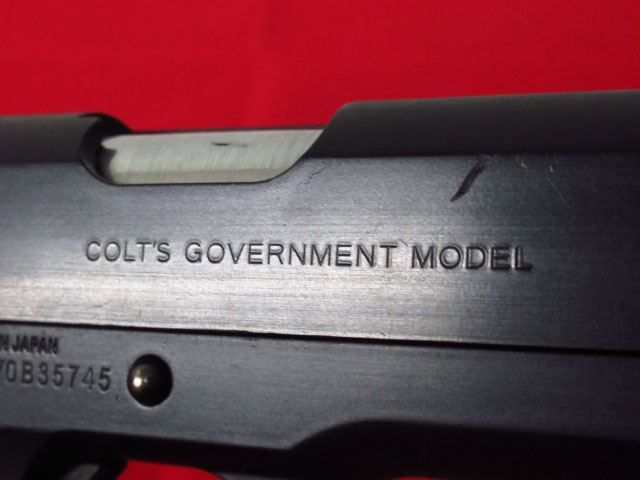 COLT'S GOVERNMENT MODEL
N JAPAN
70B35745